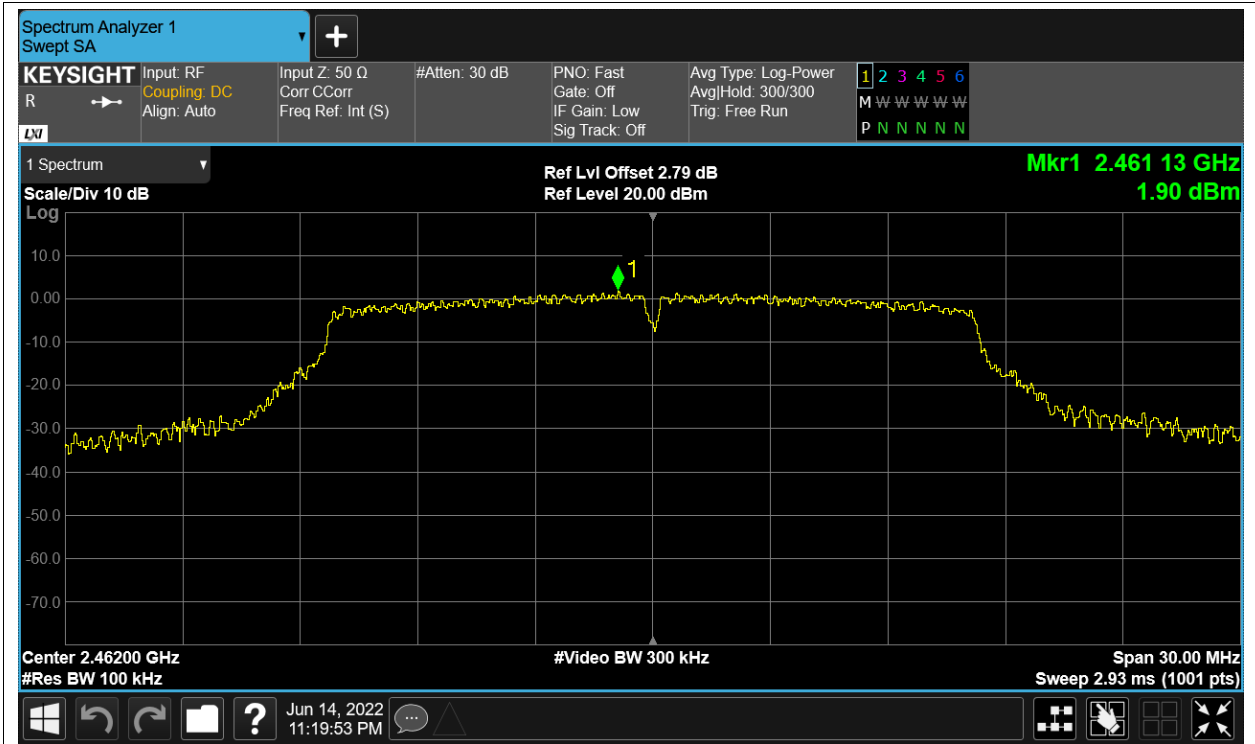 Spectrum Analyzer 1
Swept SA
KEYSIGHT
R
LXI
Input: RF
Coupling: DC
Align: Auto
Input Z: 50 Ω
Corr CCorr
Freq Ref: Int (S)
#Atten: 30 dB
PNO: Fast
Gate: Off
IF Gain: Low
Sig Track: Off
Avg Type: Log-Power
Avg|Hold: 300/300
Trig: Free Run
1 2 3 4 5 6
M W W W W W
P N N N N N
1 Spectrum
Scale/Div 10 dB
Ref Lvl Offset 2.79 dB
Ref Level 20.00 dBm
Mkr1 2.461 13 GHz
1.90 dBm
Log
1
10.0
0.00
-10.0
-20.0
-30.0
-40.0
-50.0
-60.0
-70.0
Center 2.46200 GHz
#Video BW 300 kHz
Span 30.00 MHz
#Res BW 100 kHz
Sweep 2.93 ms (1001 pts)
?
Jun 14, 2022
11:19:53 PM